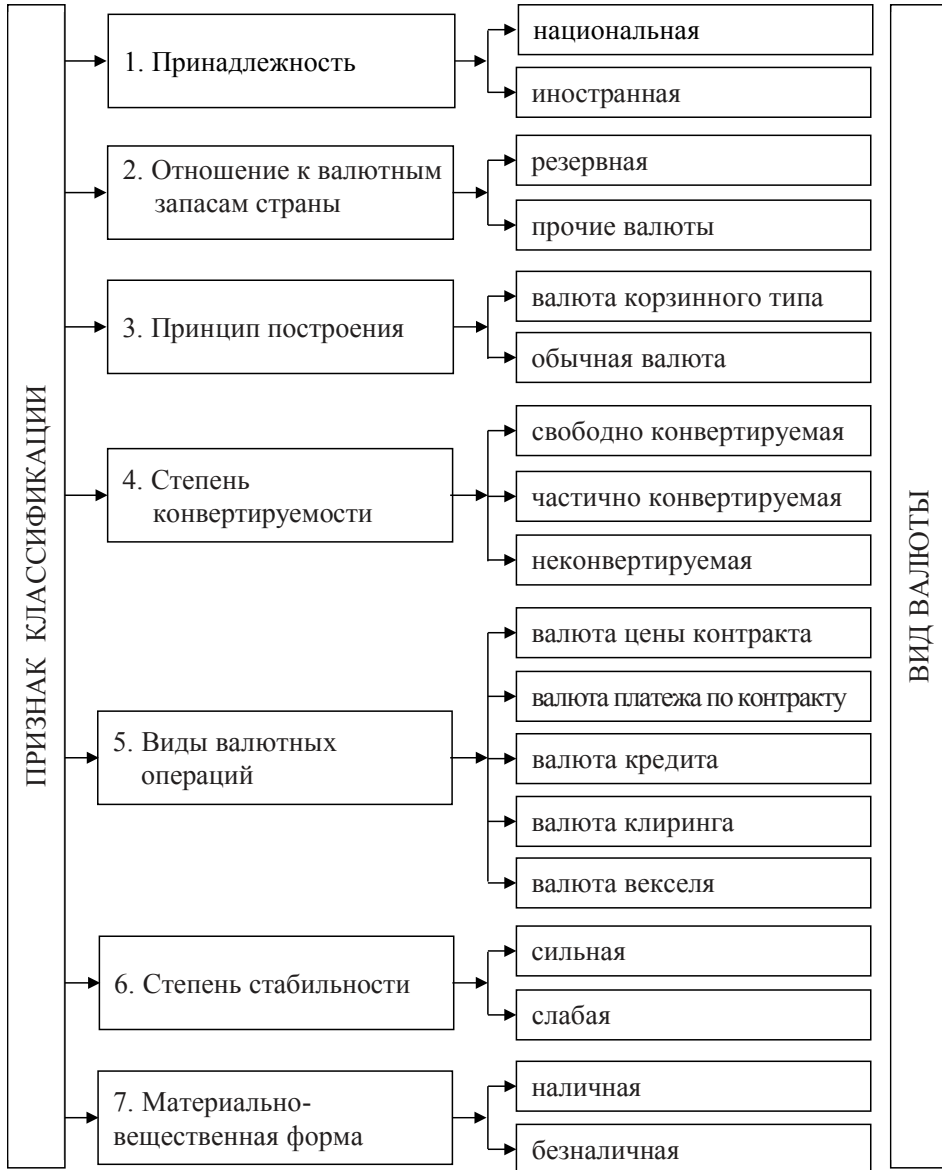 ПРИЗНАК КЛАССИФИКАЦИИ
1. Принадлежность
национальная
иностранная
2. Отношение к валютным
запасам страны
резервная
прочие валюты
3. Принцип построения
валюта корзинного типа
обычная валюта
4. Степень
конвертируемости
свободно конвертируемая
частично конвертируемая
неконвертируемая
5. Виды валютных
операций
валюта цены контракта
валюта платежа по контракту
валюта кредита
валюта клиринга
валюта векселя
6. Степень стабильности
сильная
слабая
7. Материально-
вещественная форма
наличная
безналичная
ВИД ВАЛЮТЫ